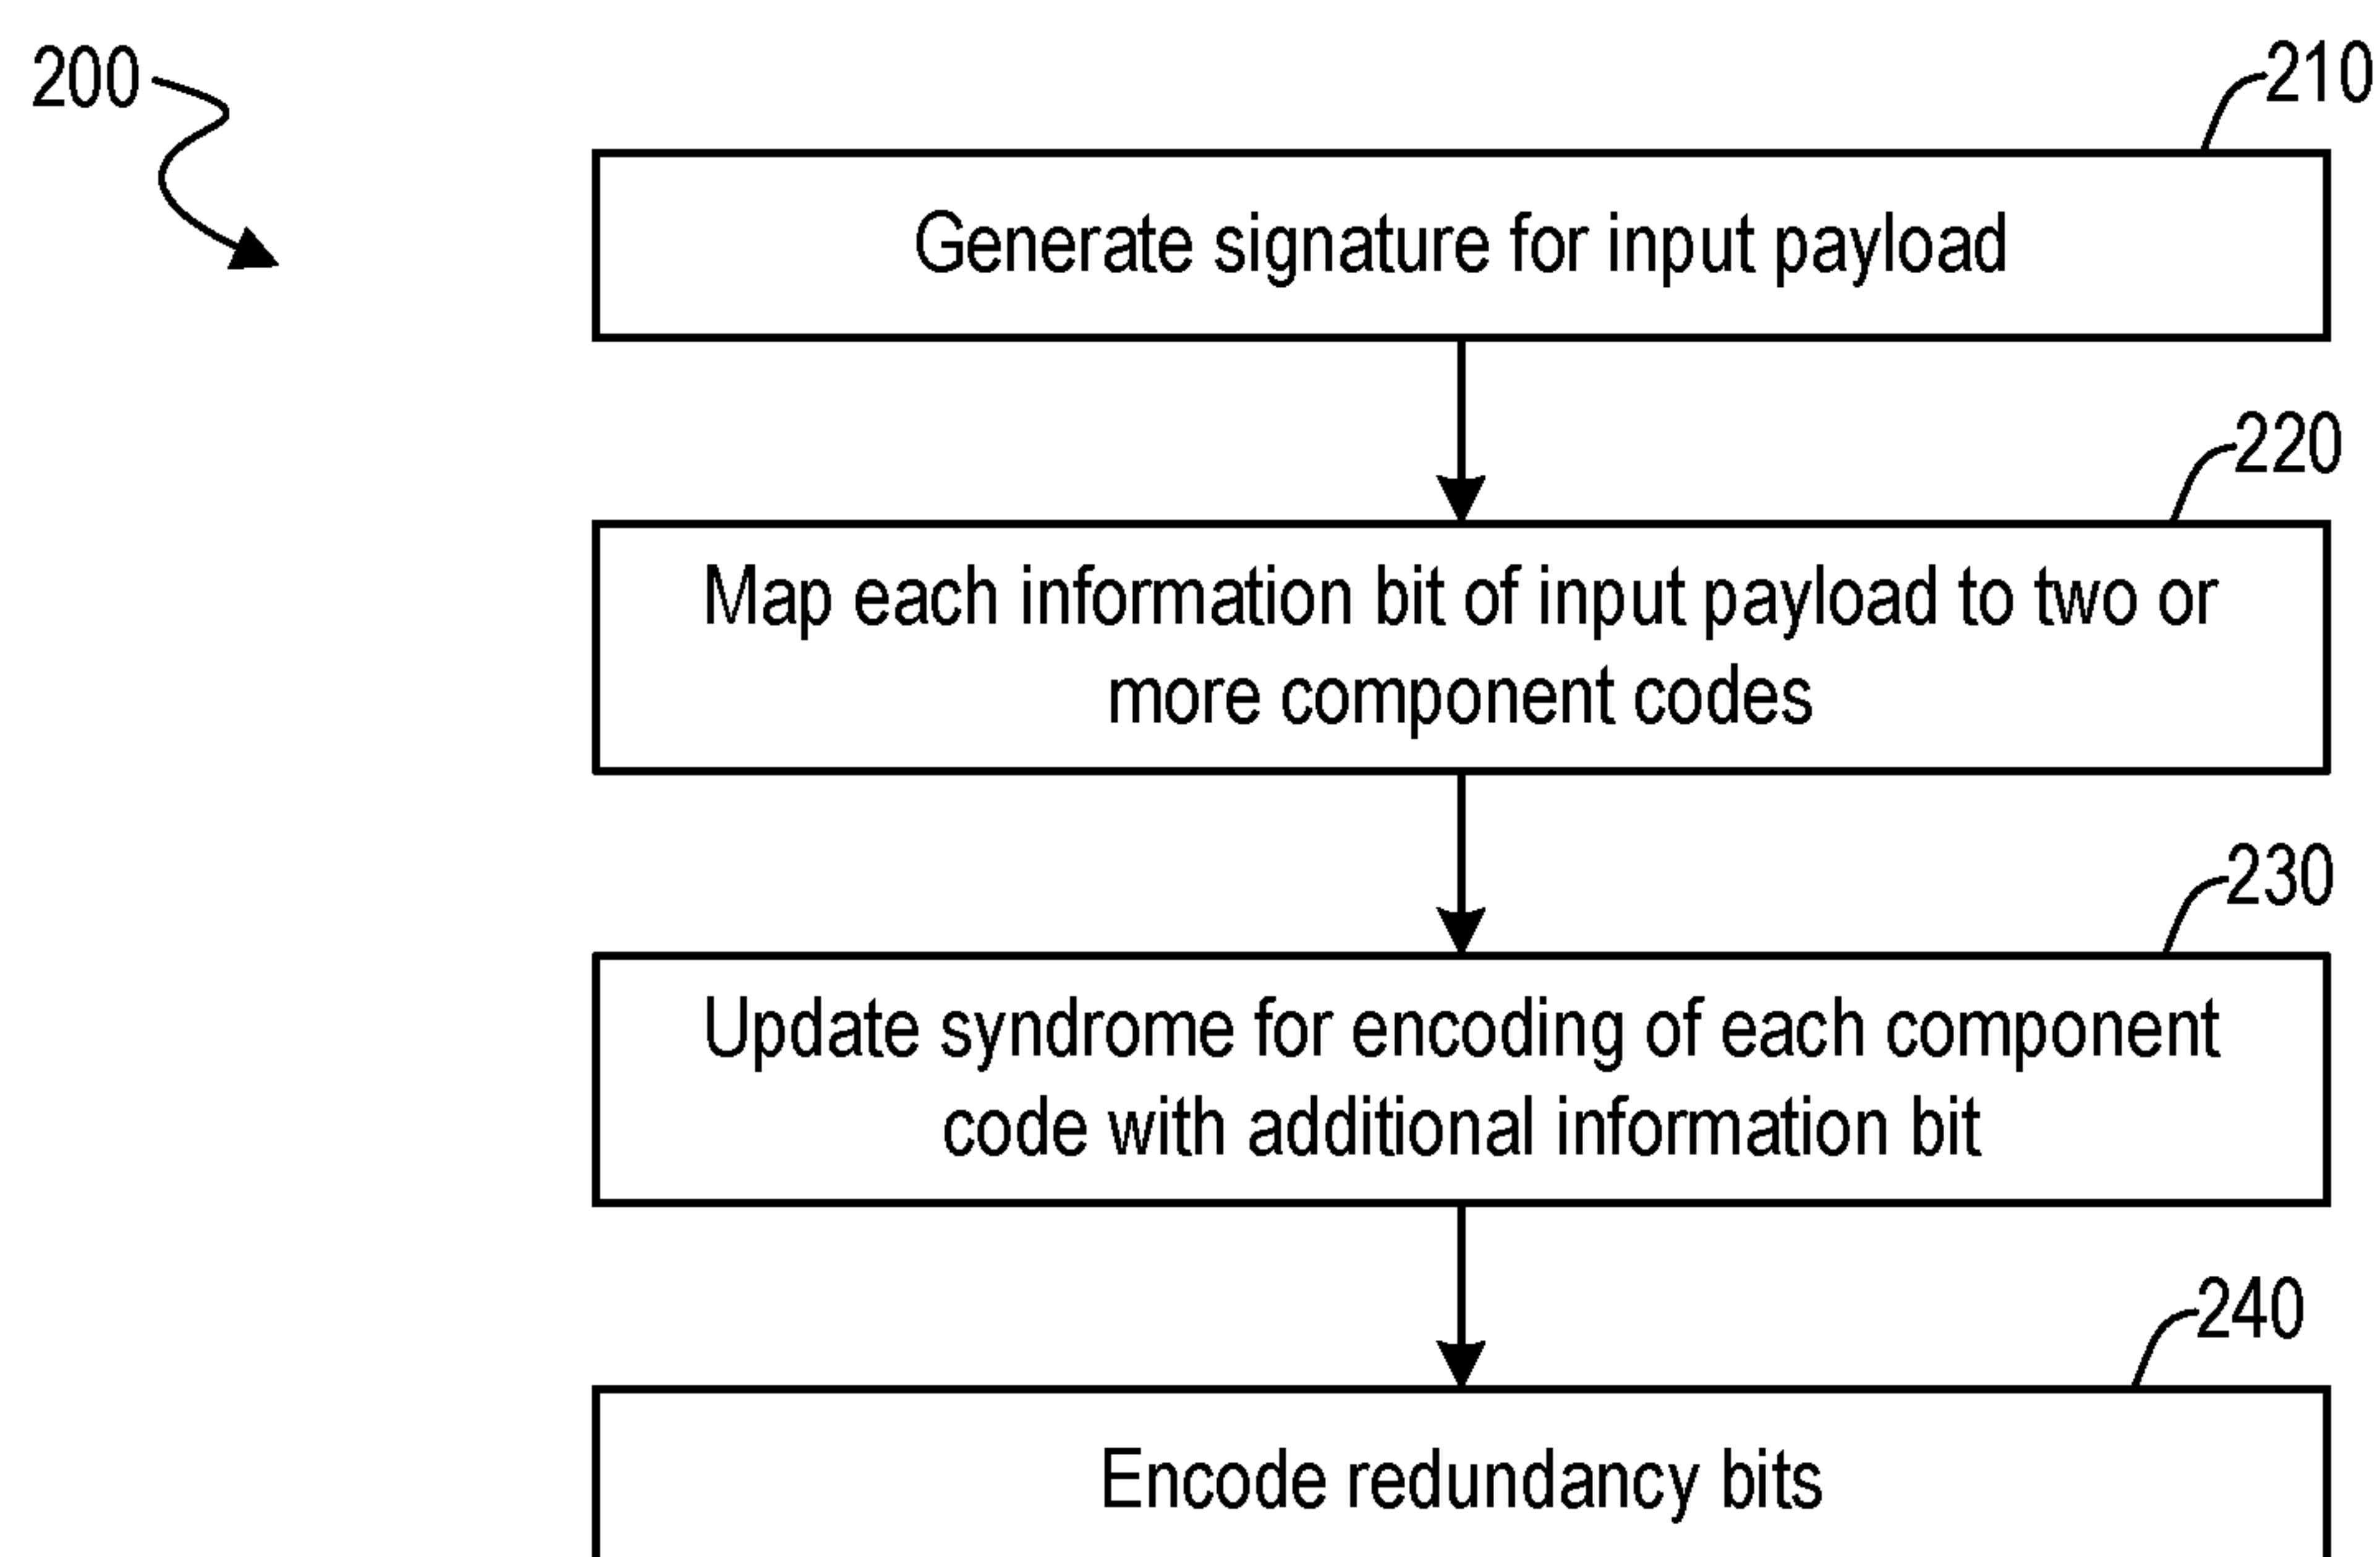 200
210
Generate signature for input payload
220
Map each information bit of input payload to two or
more component codes
230
Update syndrome for encoding of each component
code with additional information bit
240
Encode redundancy bits